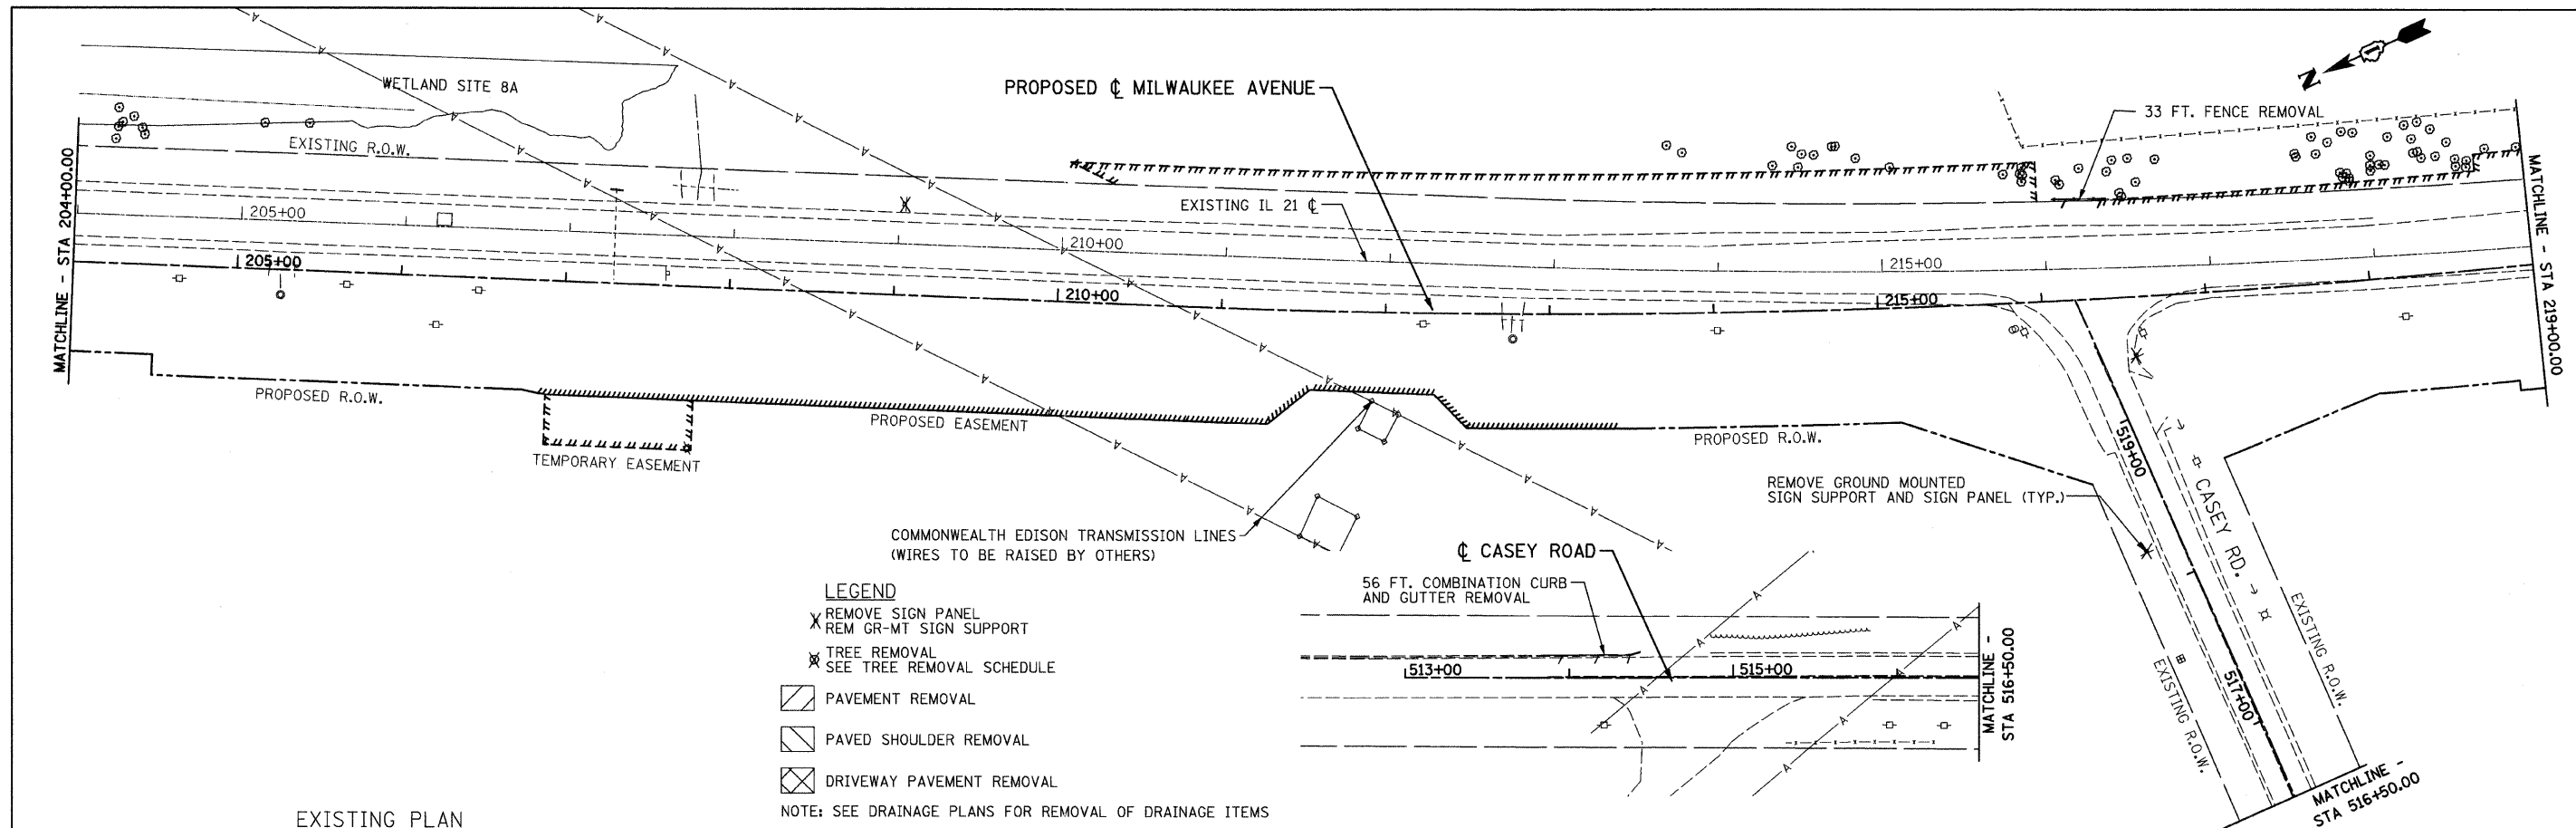 N
PROPOSED ℄ MILWAUKEE AVENUE
WETLAND SITE 8A
33 FT. FENCE REMOVAL
EXISTING R.O.W.
MATCHLINE - STA 204+00.00
205+00
EXISTING IL 21 ℄
210+00
215+00
MATCHLINE - STA 219+00.00
205+00
210+00
215+00
PROPOSED R.O.W.
PROPOSED EASEMENT
TEMPORARY EASEMENT
PROPOSED R.O.W.
519+00
CASEY RD.
REMOVE GROUND MOUNTED
SIGN SUPPORT AND SIGN PANEL (TYP.)
COMMONWEALTH EDISON TRANSMISSION LINES
(WIRES TO BE RAISED BY OTHERS)
℄ CASEY ROAD
56 FT. COMBINATION CURB
AND GUTTER REMOVAL
513+00
515+00
MATCHLINE -
STA 516+50.00
EXISTING R.O.W.
517+00
EXISTING R.O.W.
MATCHLINE -
STA 516+50.00
LEGEND
REMOVE SIGN PANEL
REM GR-MT SIGN SUPPORT
TREE REMOVAL
SEE TREE REMOVAL SCHEDULE
PAVEMENT REMOVAL
PAVED SHOULDER REMOVAL
DRIVEWAY PAVEMENT REMOVAL
NOTE: SEE DRAINAGE PLANS FOR REMOVAL OF DRAINAGE ITEMS
EXISTING PLAN